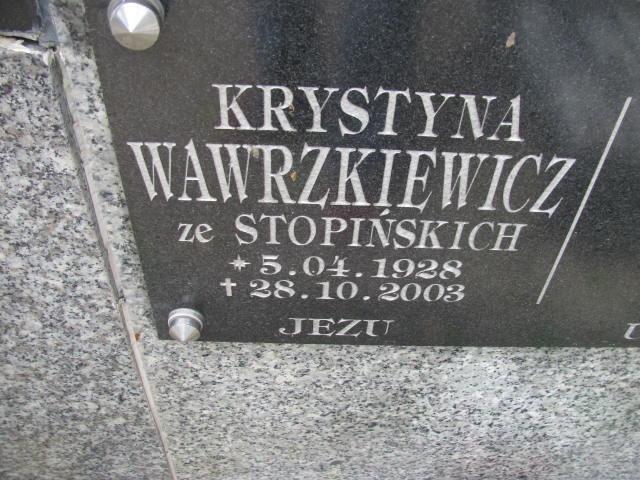 KRYSTYNA
WAWRZKIEWICZ
ze STOPIŃSKICH
* 5.04.1928
† 28.10.2003
JEZU